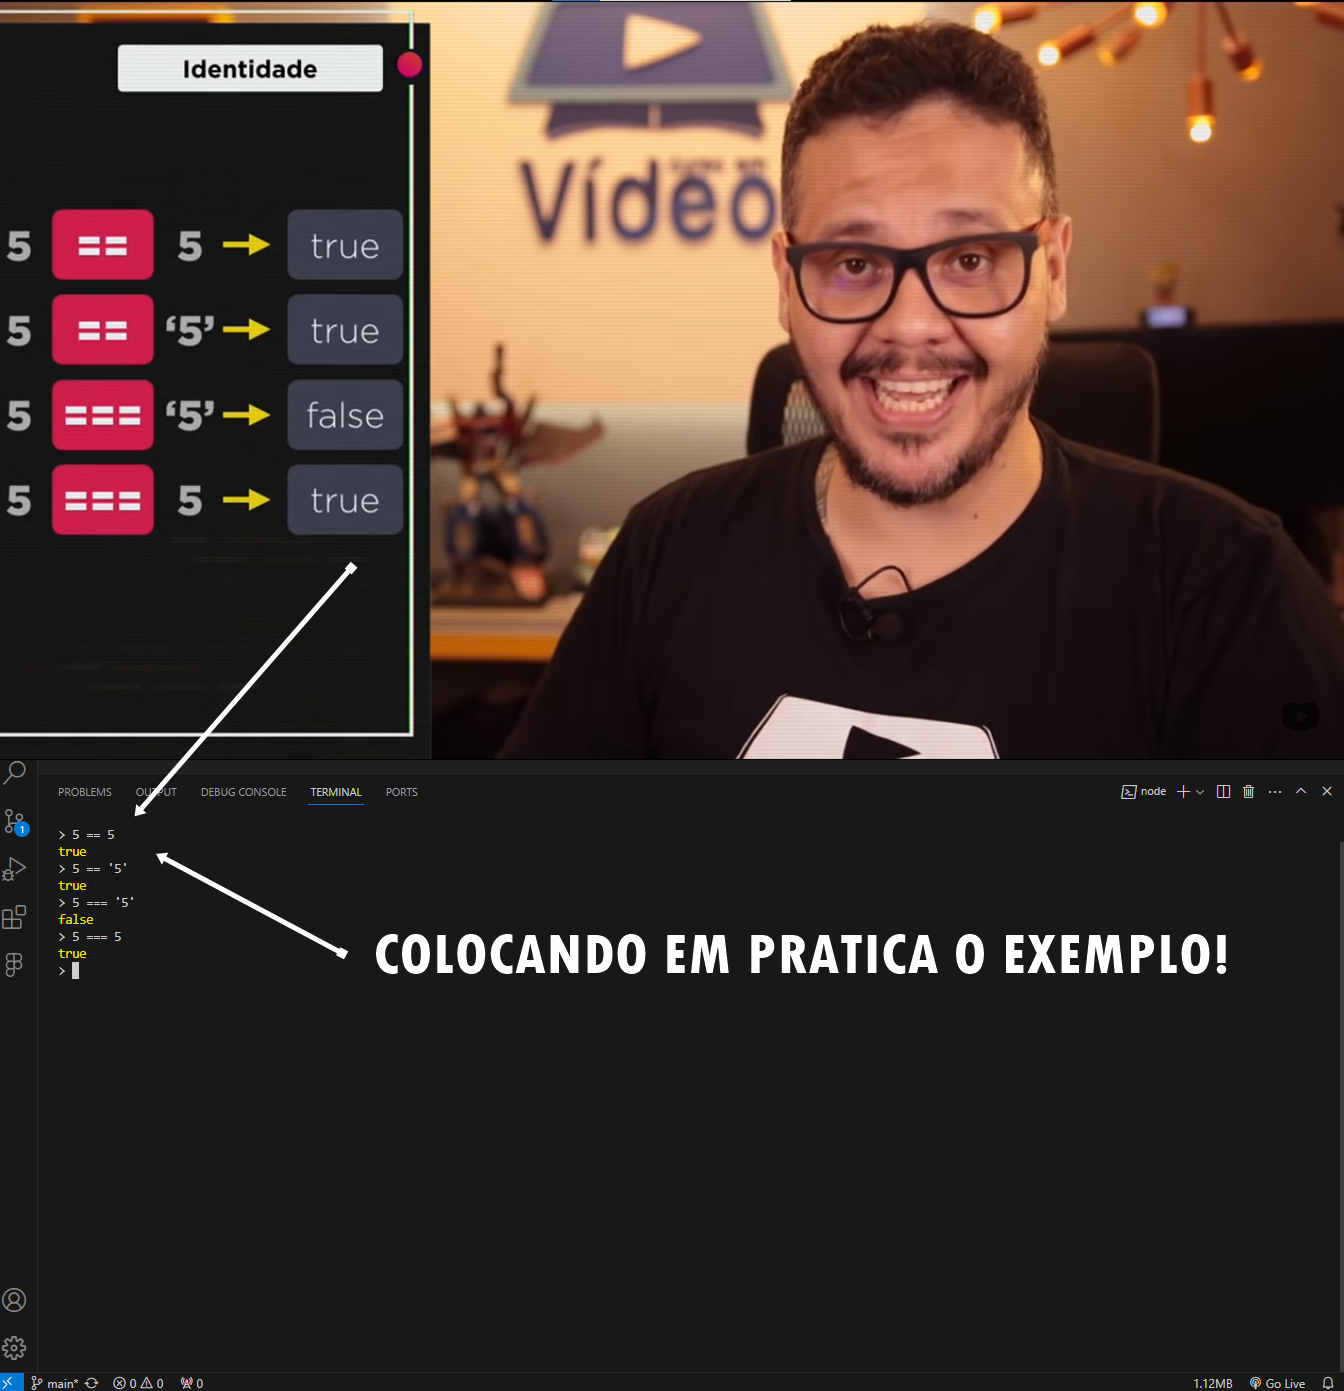 Identidade
5 == 5 → true
5 == ‘5’ → true
5 === ‘5’ → false
5 === 5 → true
Vídeo
PROBLEMS OUTPUT DEBUG CONSOLE TERMINAL PORTS
node
1
> 5 == 5
true
> 5 == '5'
true
> 5 === '5'
false
> 5 === 5
true
>
COLOCANDO EM PRATICA O EXEMPLO!
main* 0 0 0 1.12MB Go Live